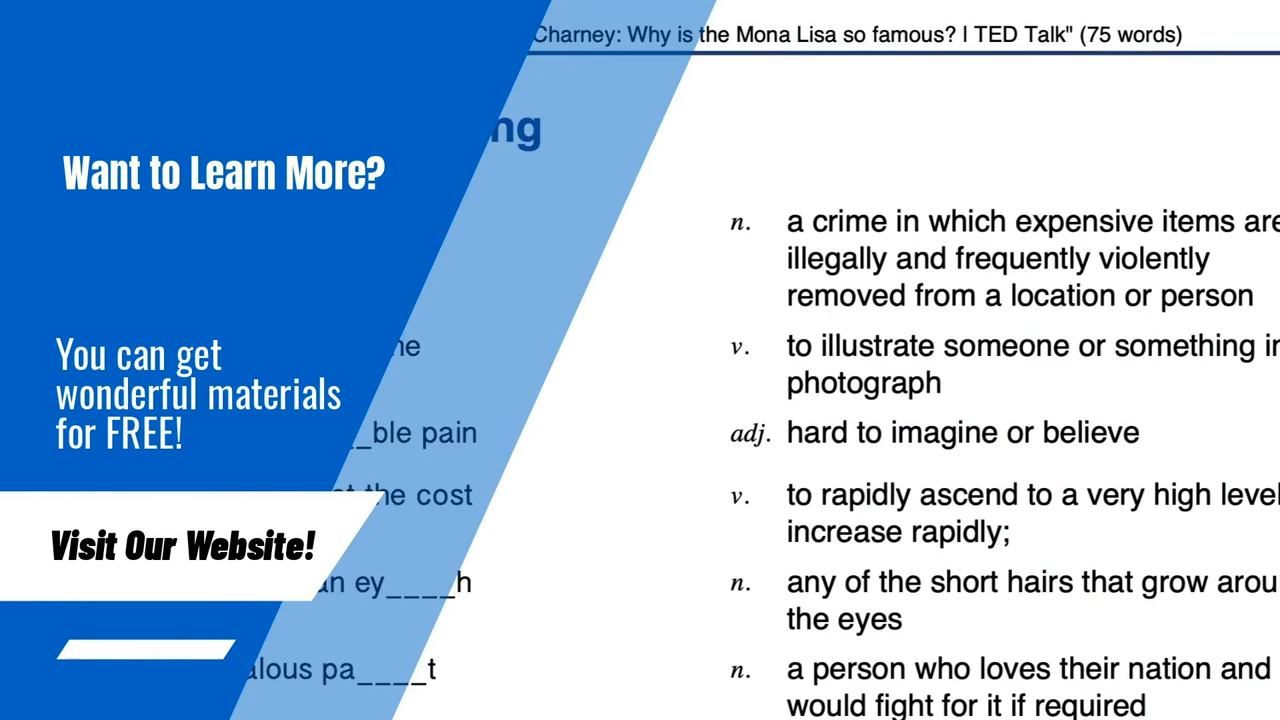 Charney: Why is the Mona Lisa so famous? | TED Talk" (75 words)
ng
Want to Learn More?
You can get
wonderful materials
for FREE!
Visit Our Website!
n. a crime in which expensive items are
illegally and frequently violently
removed from a location or person
he v. to illustrate someone or something in
photograph
_ble pain adj. hard to imagine or believe
the cost v. to rapidly ascend to a very high level
increase rapidly;
an ey____h n. any of the short hairs that grow arou
the eyes
alous pa____t n. a person who loves their nation and
would fight for it if required